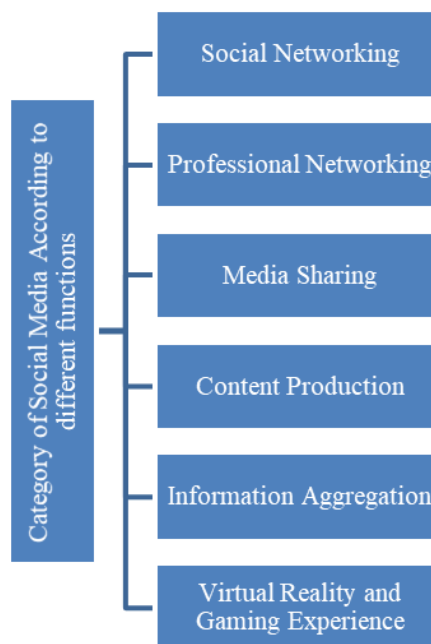 Category of Social Media According to
different functions
Social Networking
Professional Networking
Media Sharing
Content Production
Information Aggregation
Virtual Reality and
Gaming Experience